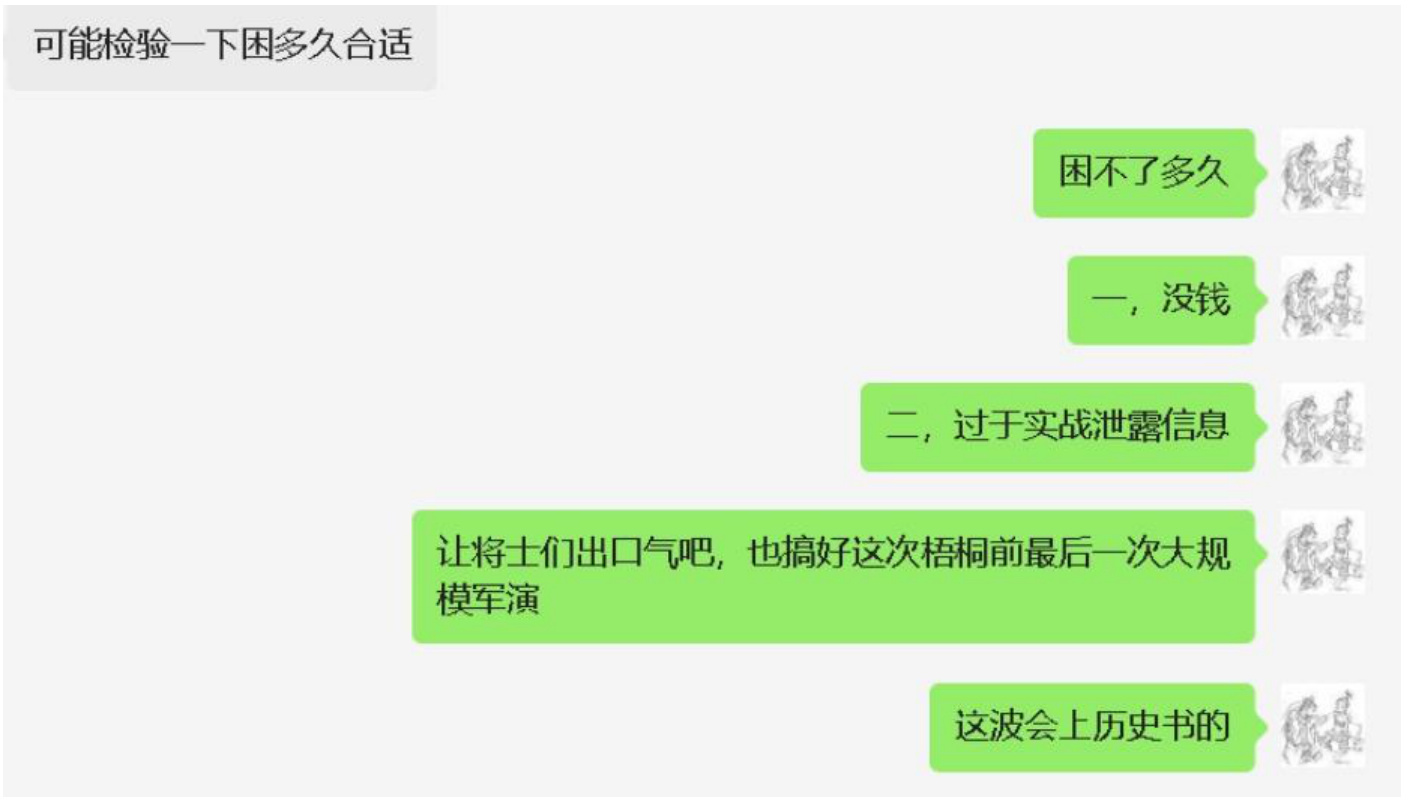 可能检验一下困多久合适
困不了多久
一，没钱
二，过于实战泄露信息
让将士们出口气吧，也搞好这次梧桐前最后一次大规
模军演
这波会上历史书的